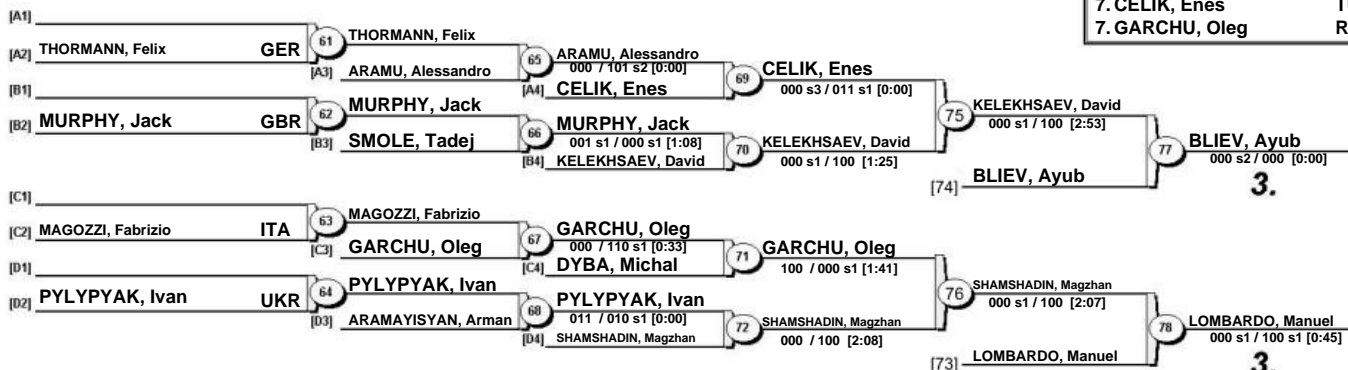 7. CELIK, Enes
7. GARCHU, Oleg R
[A1]
[A2] THORMANN, Felix GER
61
THORMANN, Felix
[A3] ARAMU, Alessandro
65
ARAMU, Alessandro
000 / 101 s2 [0:00]
[A4] CELIK, Enes
69
CELIK, Enes
000 s3 / 011 s1 [0:00]
[B1]
[B2] MURPHY, Jack GBR
62
MURPHY, Jack
[B3] SMOLE, Tadej
66
MURPHY, Jack
001 s1 / 000 s1 [1:08]
[B4] KELEKHSAEV, David
70
KELEKHSAEV, David
000 s1 / 100 [1:25]
75
KELEKHSAEV, David
000 s1 / 100 [2:53]
[74] BLIEV, Ayub
77
BLIEV, Ayub
000 s2 / 000 [0:00]
3.
[C1]
[C2] MAGOZZI, Fabrizio ITA
63
MAGOZZI, Fabrizio
[C3] GARCHU, Oleg
67
GARCHU, Oleg
000 / 110 s1 [0:33]
[C4] DYBA, Michal
71
GARCHU, Oleg
100 / 000 s1 [1:41]
[D1]
[D2] PYLYPYAK, Ivan UKR
64
PYLYPYAK, Ivan
[D3] ARAMAYISYAN, Arman
68
PYLYPYAK, Ivan
011 / 010 s1 [0:00]
[D4] SHAMSHADIN, Magzhan
72
SHAMSHADIN, Magzhan
000 / 100 [2:08]
76
SHAMSHADIN, Magzhan
000 s1 / 100 [2:07]
[73] LOMBARDO, Manuel
78
LOMBARDO, Manuel
000 s1 / 100 s1 [0:45]
3.